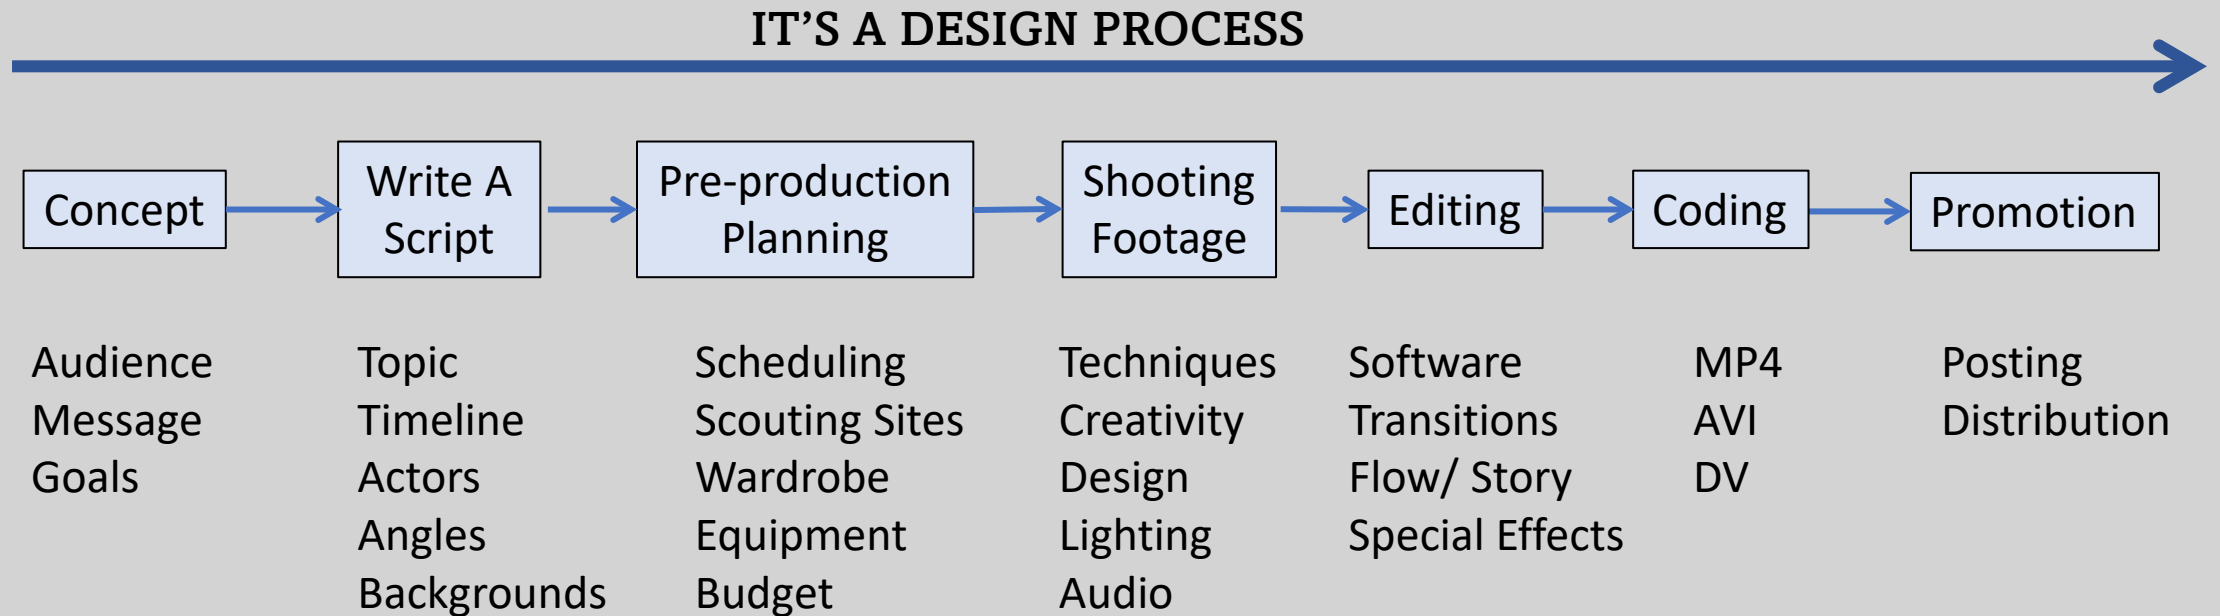 IT'S A DESIGN PROCESS
Concept
Write A
Script
Pre-production
Planning
Shooting
Footage
Editing
Coding
Promotion
Audience
Message
Goals
Topic
Timeline
Actors
Angles
Backgrounds
Scheduling
Scouting Sites
Wardrobe
Equipment
Budget
Techniques
Creativity
Design
Lighting
Audio
Software
Transitions
Flow/ Story
Special Effects
MP4
AVI
DV
Posting
Distribution